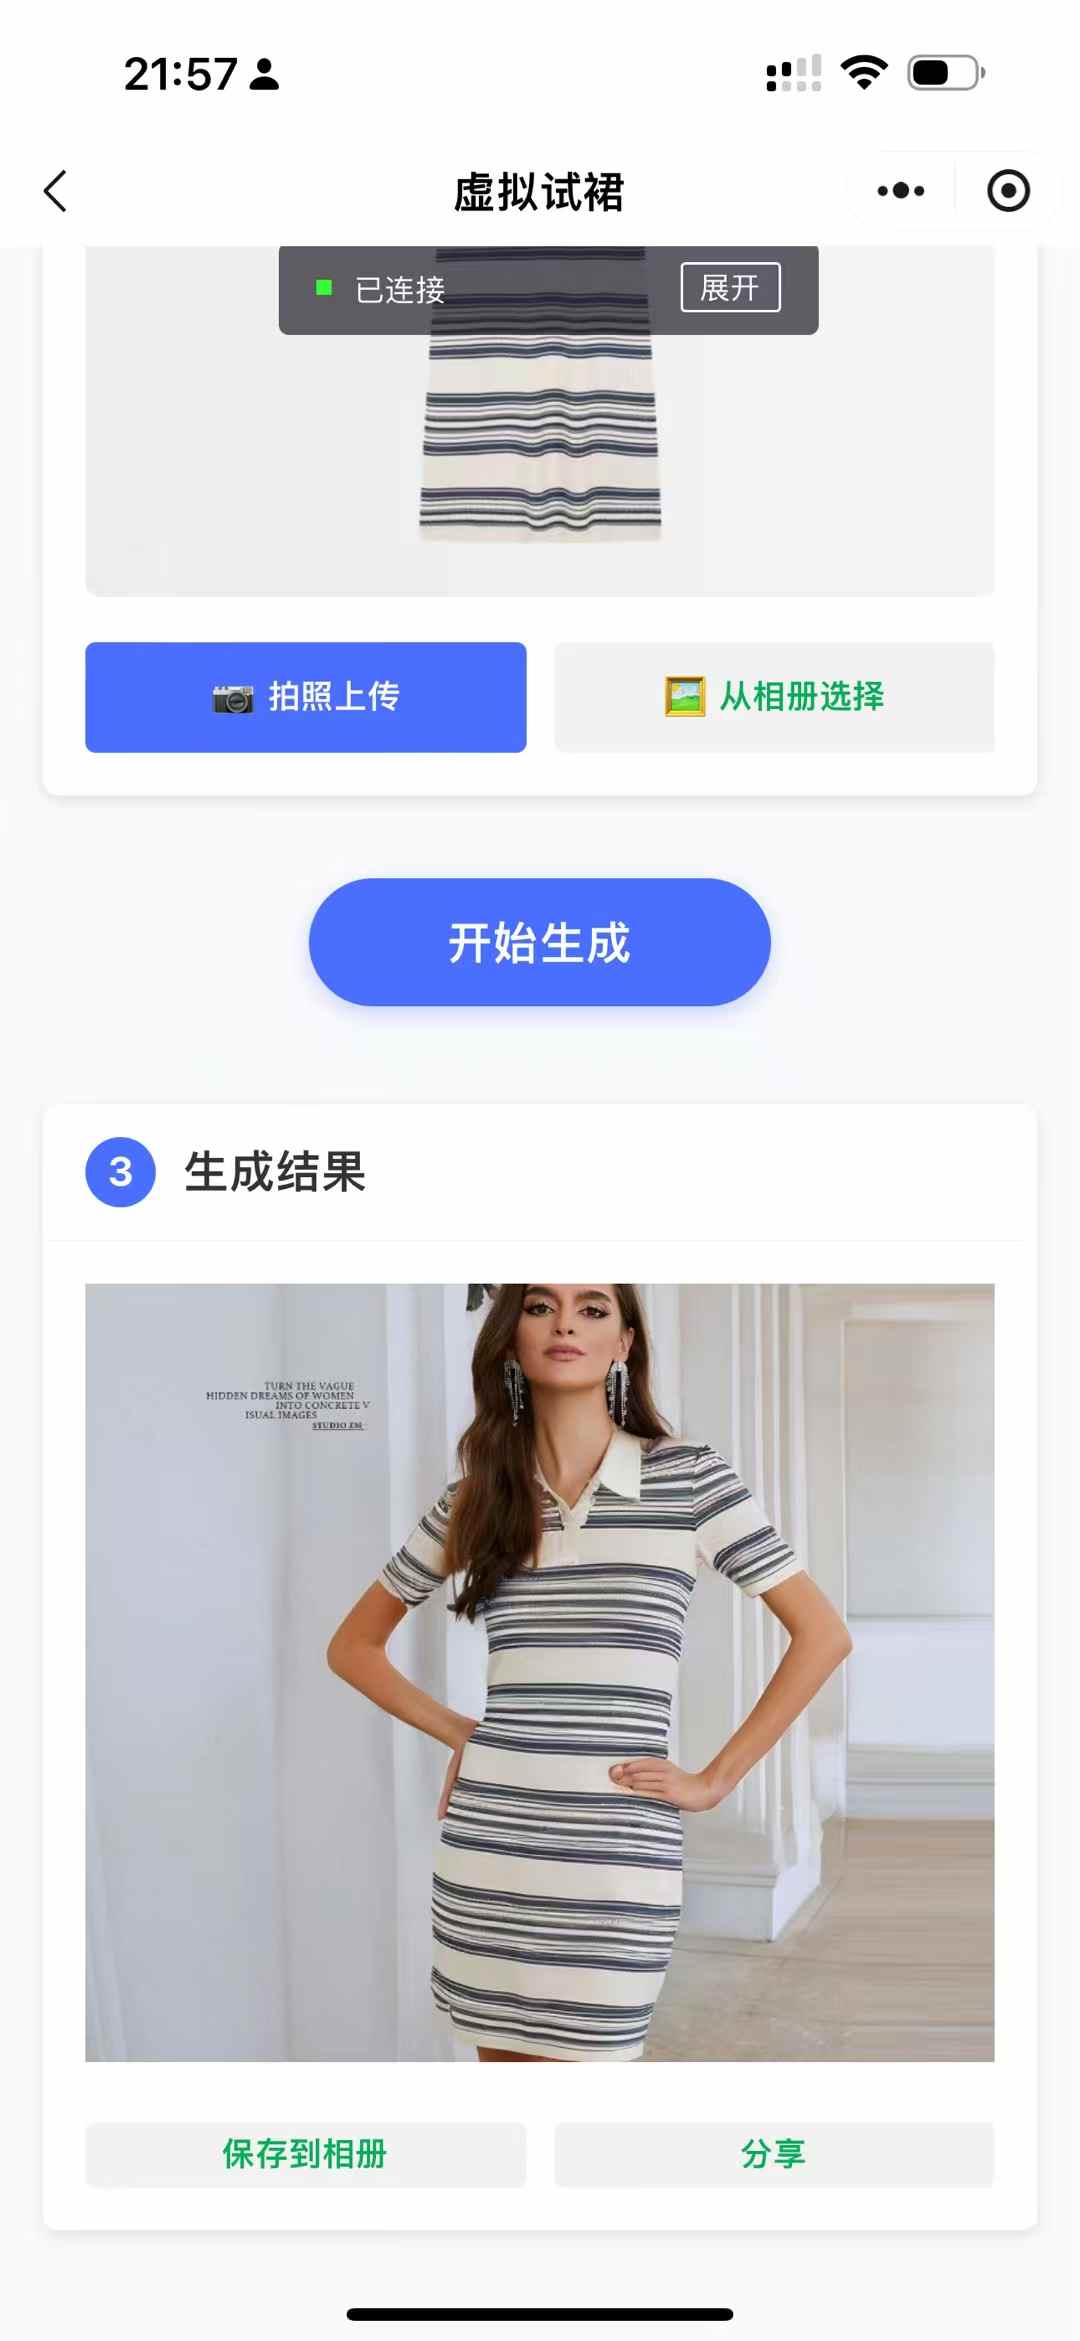 21:57
虚拟试裙
已连接
展开
拍照上传
从相册选择
开始生成
3 生成结果
TURN THE VAGUE
HIDDEN DREAMS OF WOMEN
INTO CONCRETE V
ISUAL IMAGES
STUDIO.ZM
保存到相册
分享